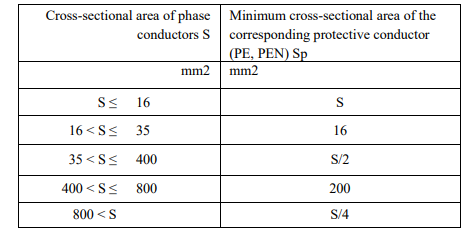 Cross-sectional area of phase conductors S | Minimum cross-sectional area of the corresponding protective conductor (PE, PEN) Sp
mm2 | mm2
S ≤ 16 | S
16 < S ≤ 35 | 16
35 < S ≤ 400 | S/2
400 < S ≤ 800 | 200
800 < S | S/4